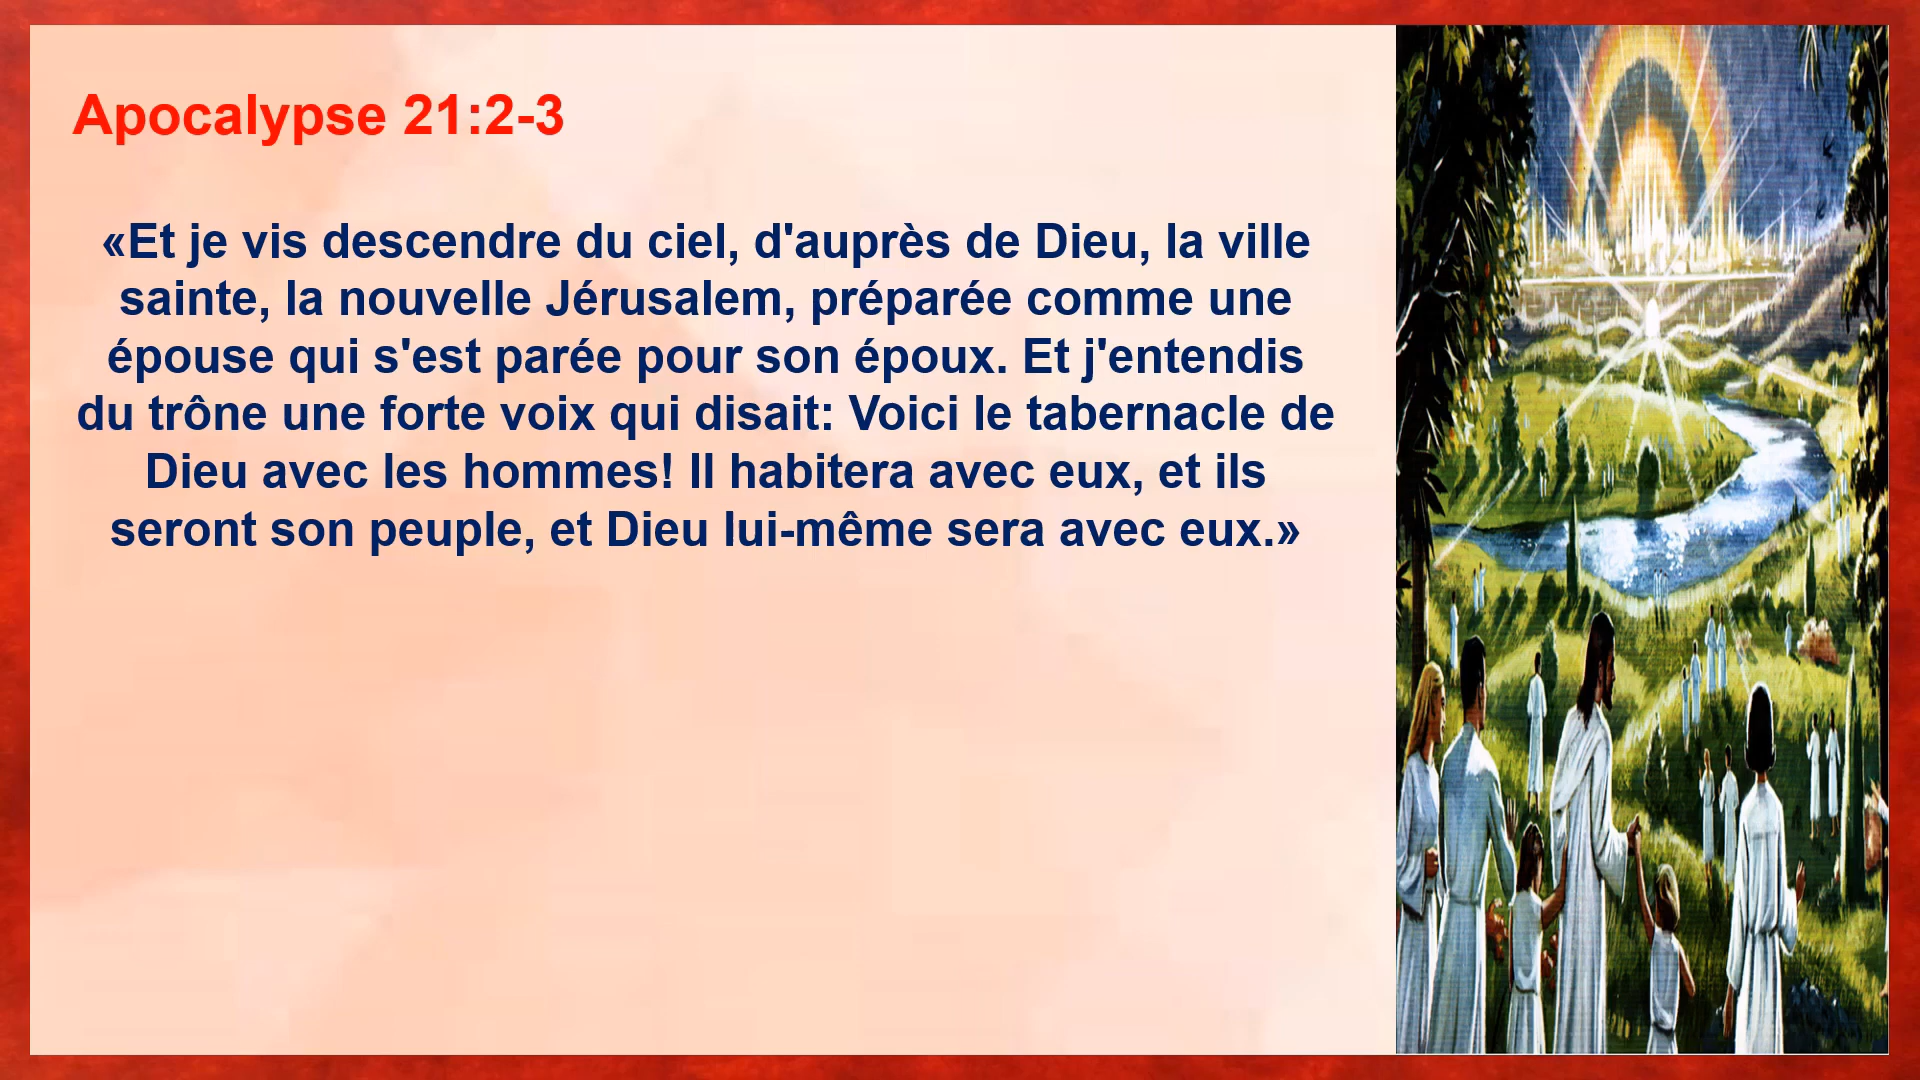 Apocalypse 21:2-3
«Et je vis descendre du ciel, d'auprès de Dieu, la ville
sainte, la nouvelle Jérusalem, préparée comme une
épouse qui s'est parée pour son époux. Et j'entendis
du trône une forte voix qui disait: Voici le tabernacle de
Dieu avec les hommes! Il habitera avec eux, et ils
seront son peuple, et Dieu lui-même sera avec eux.»